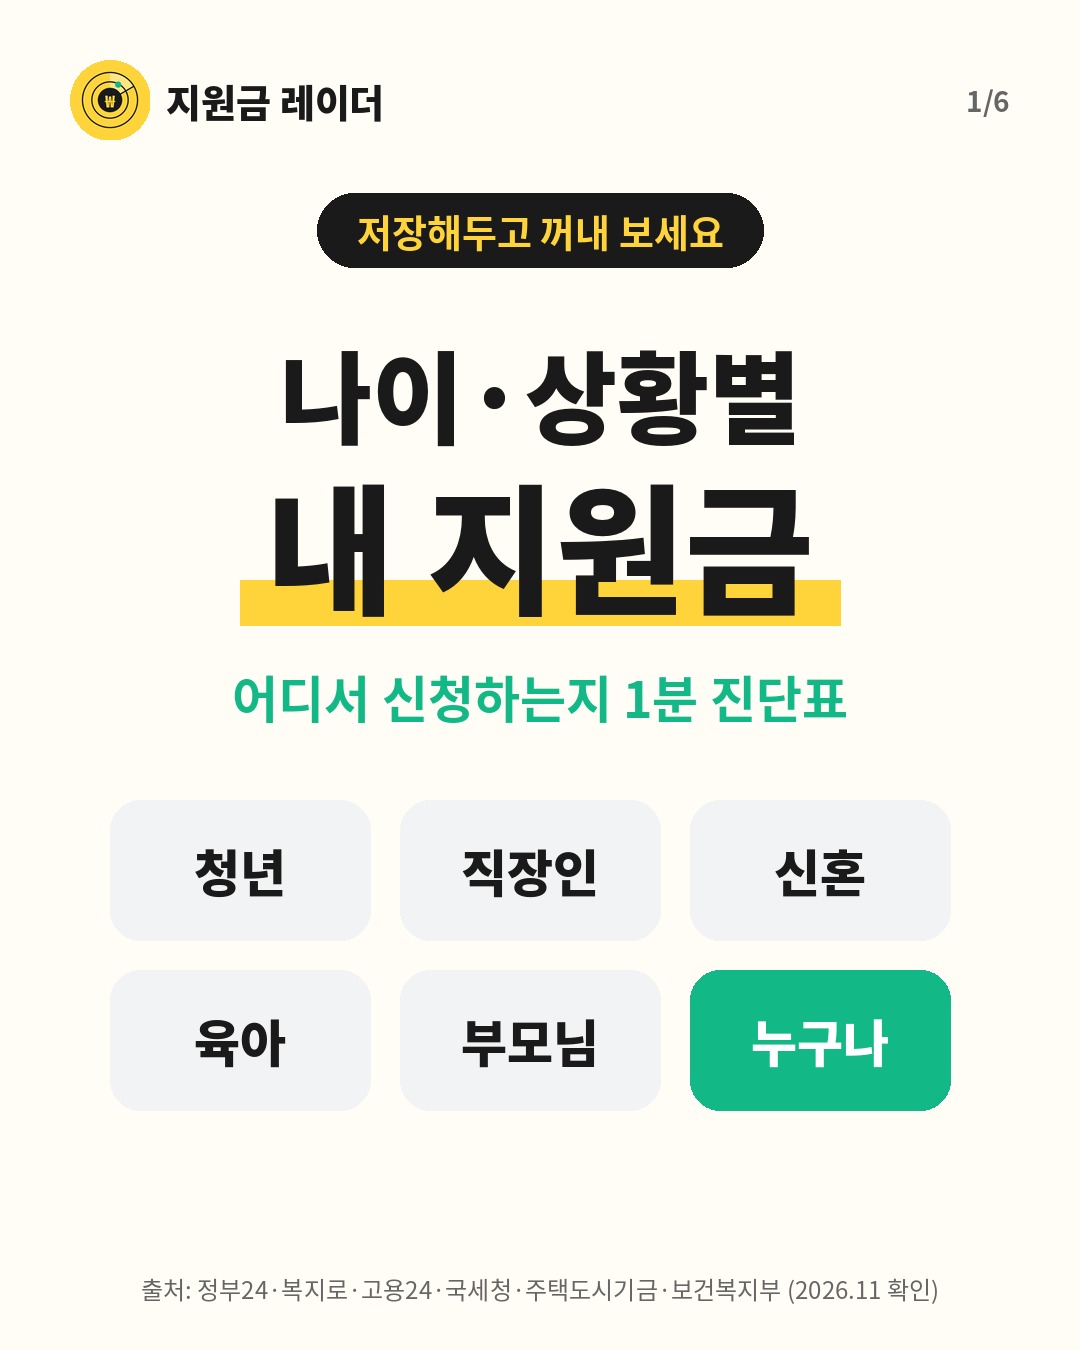 ₩
지원금 레이더
1/6
저장해두고 꺼내 보세요
나이·상황별
내 지원금
어디서 신청하는지 1분 진단표
청년
직장인
신혼
육아
부모님
누구나
출처: 정부24·복지로·고용24·국세청·주택도시기금·보건복지부 (2026.11 확인)